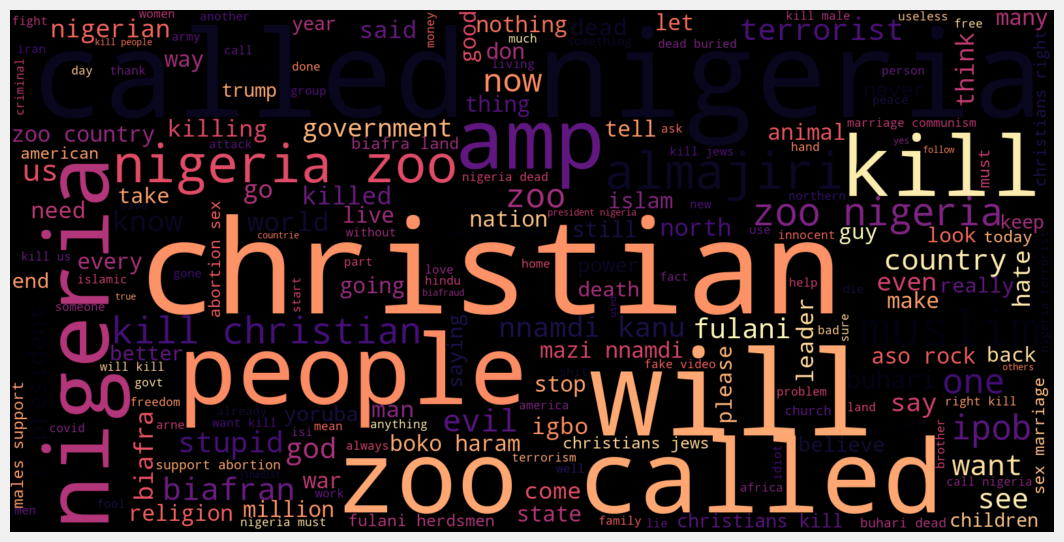 fight women another
nigerian year said nothing let useless free many
kill people army money good dead kill male terrorist
iran call much something dead buried
called nigeria
criminal way don think christians right
day thank done living person never
trump group now peace
thing
zoo country killing government tell ask animal marriage communism
attack biafra land amp hand yes kill
american nigeria zoo kill jews follow
us nigeria dead almajiri must
take go killed zoo islam northern
need know world live nation president nigeria new zoo nigeria keep
without still north use innocent guy look today
kill us every countrie christian home power country
islamic abortion sex part love fact help even really hate
end gone start going hindu death die make
true biafraud
someone kill christian saying nnamdi kanu fulani leader badsure muslim
better mazi nnamdi fake video please aso rock back
will kill people will buhari others
govt shit problem
males support freedom stop one
covid already yoruba man america church land right kill
biafra arne want kill mean anything evil igbo say ipob
nigeria stupid isi god always boko haram christians jews believe brother sex marriage
support abortion terrorism idiot want
biafran war zoo called well africa call nigeria
fool work come see
men religion million state buhari dead children
nigeria must fulani herdsmen family lie christians kill